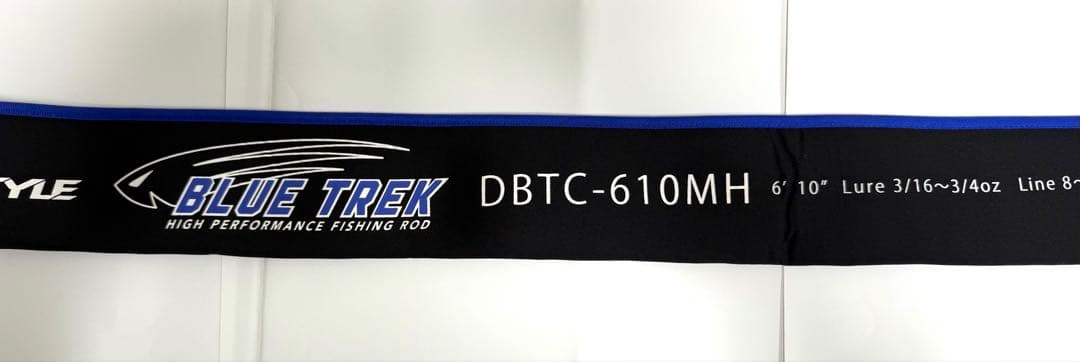 YLE
BLUE TREK
HIGH PERFORMANCE FISHING ROD
DBTC-610MH 6' 10" Lure 3/16~3/4oz Line 8~